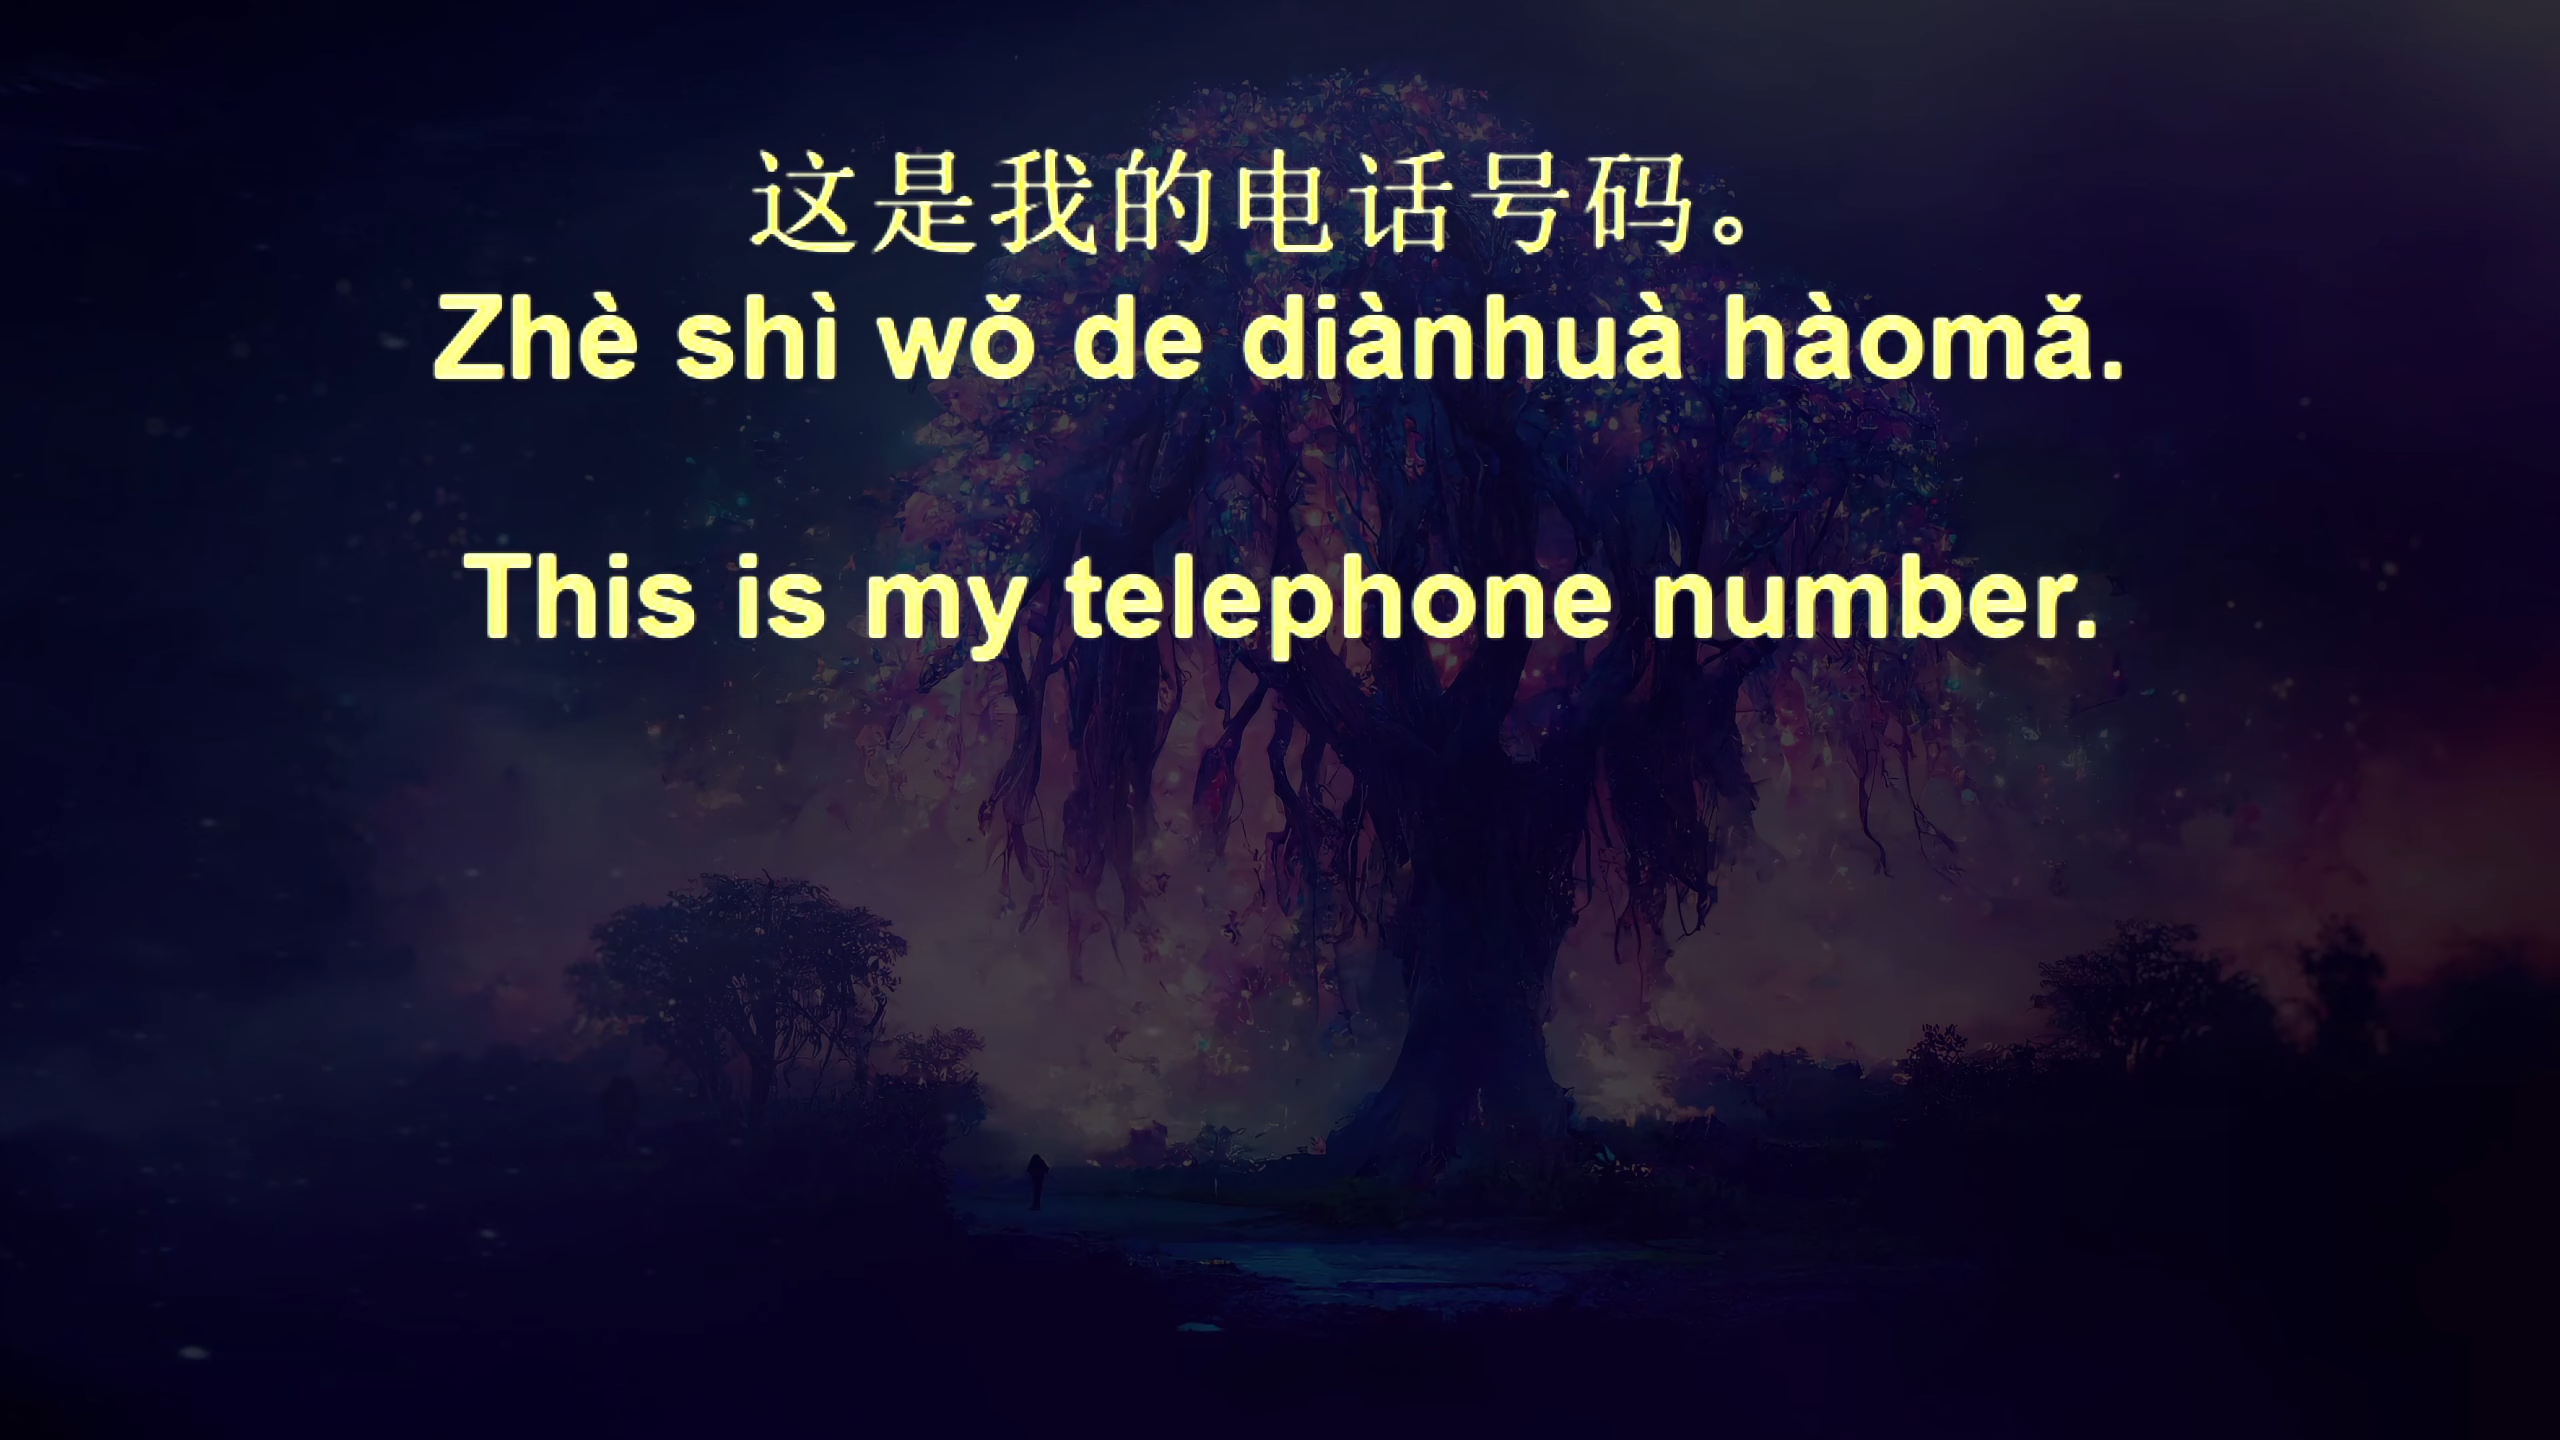 这是我的电话号码。
Zhè shì wǒ de diànhuà hàomǎ.
This is my telephone number.